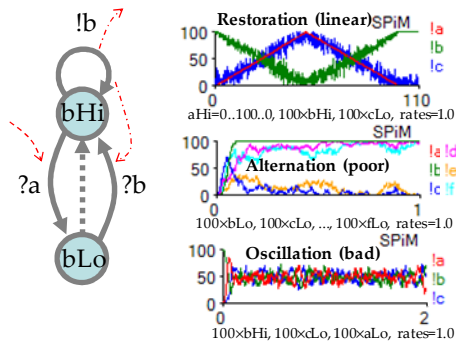 !b
bHi
?a
?b
bLo
Restoration (linear)
SPiM
100
50
0
0
110
!a
!b
!c
aHi=0..100..0, 100×bHi, 100×cLo, rates=1.0
SPiM
100
50
0
0
1
Alternation (poor)
!a !d
!b !e
!c !f
100×bLo, 100×cLo, ..., 100×fLo, rates=1.0
Oscillation (bad)
SPiM
100
50
0
0
2
!a
!b
!c
100×bHi, 100×cLo, 100×aLo, rates=1.0